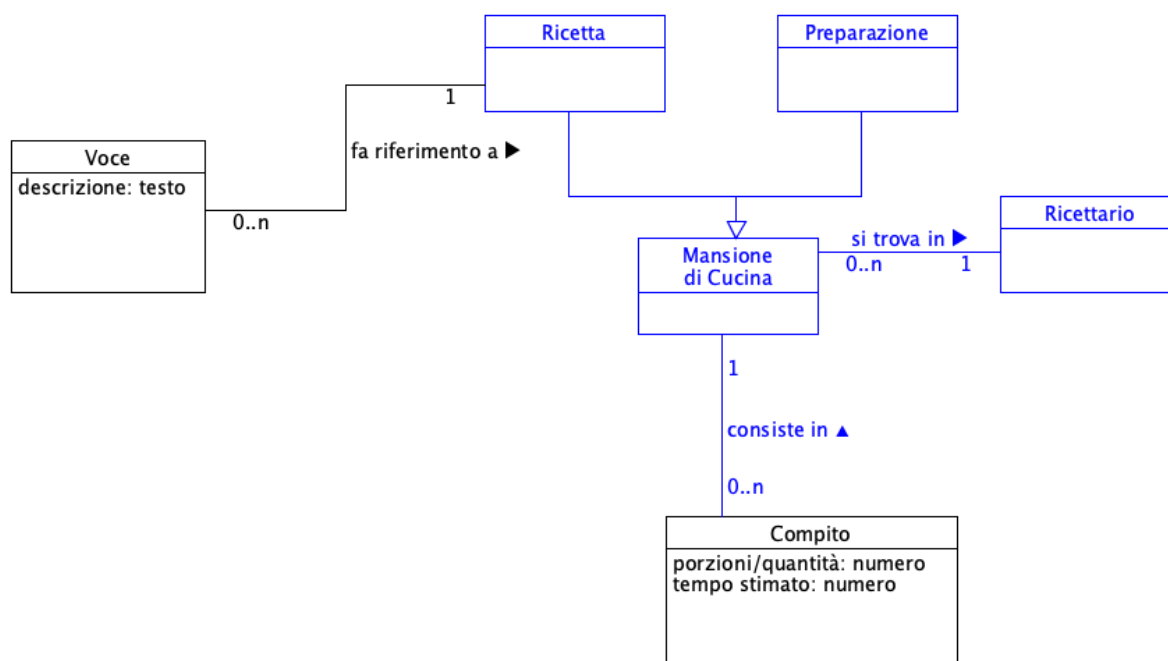 Ricetta
Preparazione
1
fa riferimento a ▶
Voce
descrizione: testo
0..n
Ricettario
si trova in ▶
0..n
1
Mansione
di Cucina
1
consiste in ▲
0..n
Compito
porzioni/quantità: numero
tempo stimato: numero